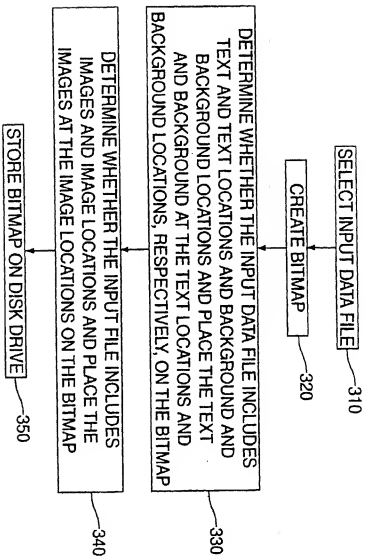 SELECT INPUT DATA FILE
310
CREATE BITMAP
320
DETERMINE WHETHER THE INPUT DATA FILE INCLUDES
TEXT AND TEXT LOCATIONS AND BACKGROUND AND
BACKGROUND LOCATIONS AND PLACE THE TEXT
AND BACKGROUND AT THE TEXT LOCATIONS AND
BACKGROUND LOCATIONS, RESPECTIVELY, ON THE BITMAP
330
DETERMINE WHETHER THE INPUT FILE INCLUDES
IMAGES AND IMAGE LOCATIONS AND PLACE THE
IMAGES AT THE IMAGE LOCATIONS ON THE BITMAP
340
STORE BITMAP ON DISK DRIVE
350